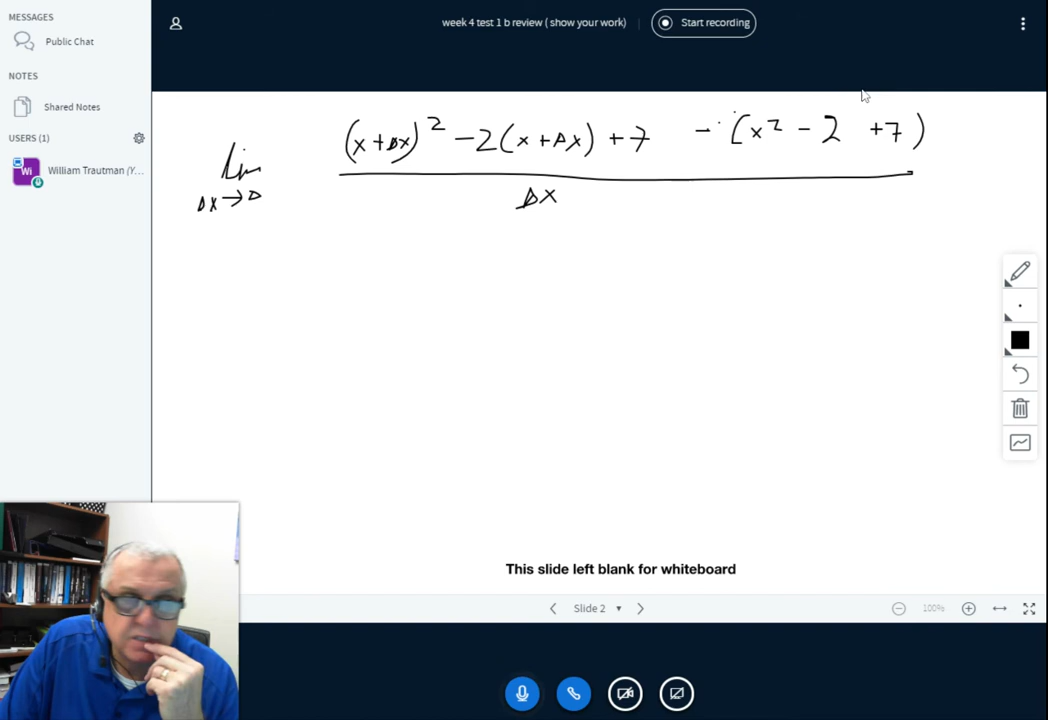 MESSAGES
Public Chat
NOTES
Shared Notes
USERS (1)
William Trautman (Y...
Wi
week 4 test 1 b review ( show your work)
Start recording
lim Δx→0
(x+Δx)² -2(x+Δx) +7 - [x² - 2 +7)
Δx
This slide left blank for whiteboard
Slide 2
100%